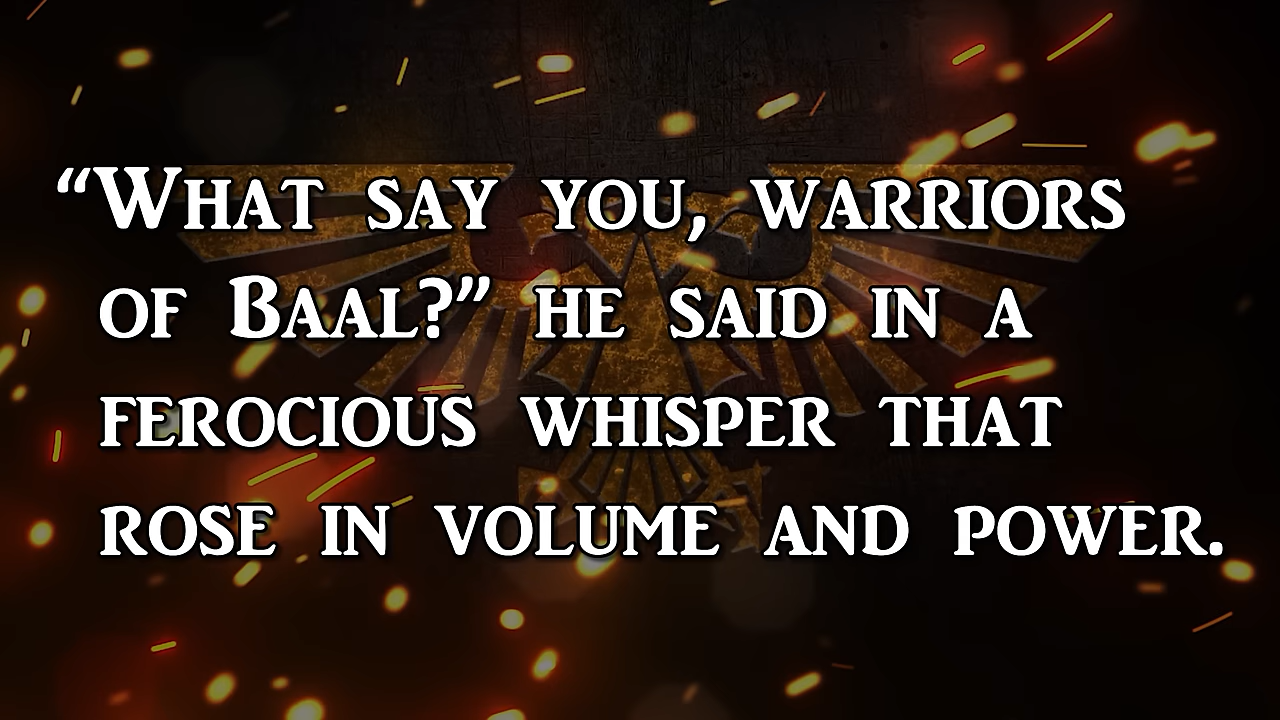 “What say you, warriors
of Baal?” he said in a
ferocious whisper that
rose in volume and power.